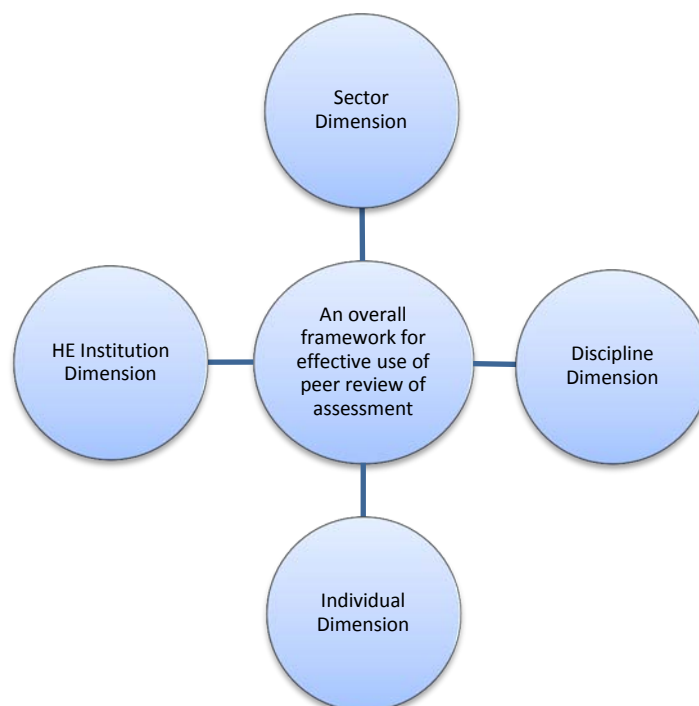 Sector
Dimension
HE Institution
Dimension
An overall
framework for
effective use of
peer review of
assessment
Discipline
Dimension
Individual
Dimension